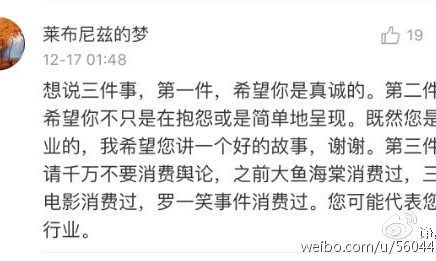 莱布尼兹的梦
19
12-17 01:48
想说三件事，第一件，希望你是真诚的。第二件
希望你不只是在抱怨或是简单地呈现。既然您是
业的，我希望您讲一个好的故事，谢谢。第三件
请千万不要消费舆论，之前大鱼海棠消费过，三
电影消费过，罗一笑事件消费过。您可能代表您
行业。
weibo.com/u/56044